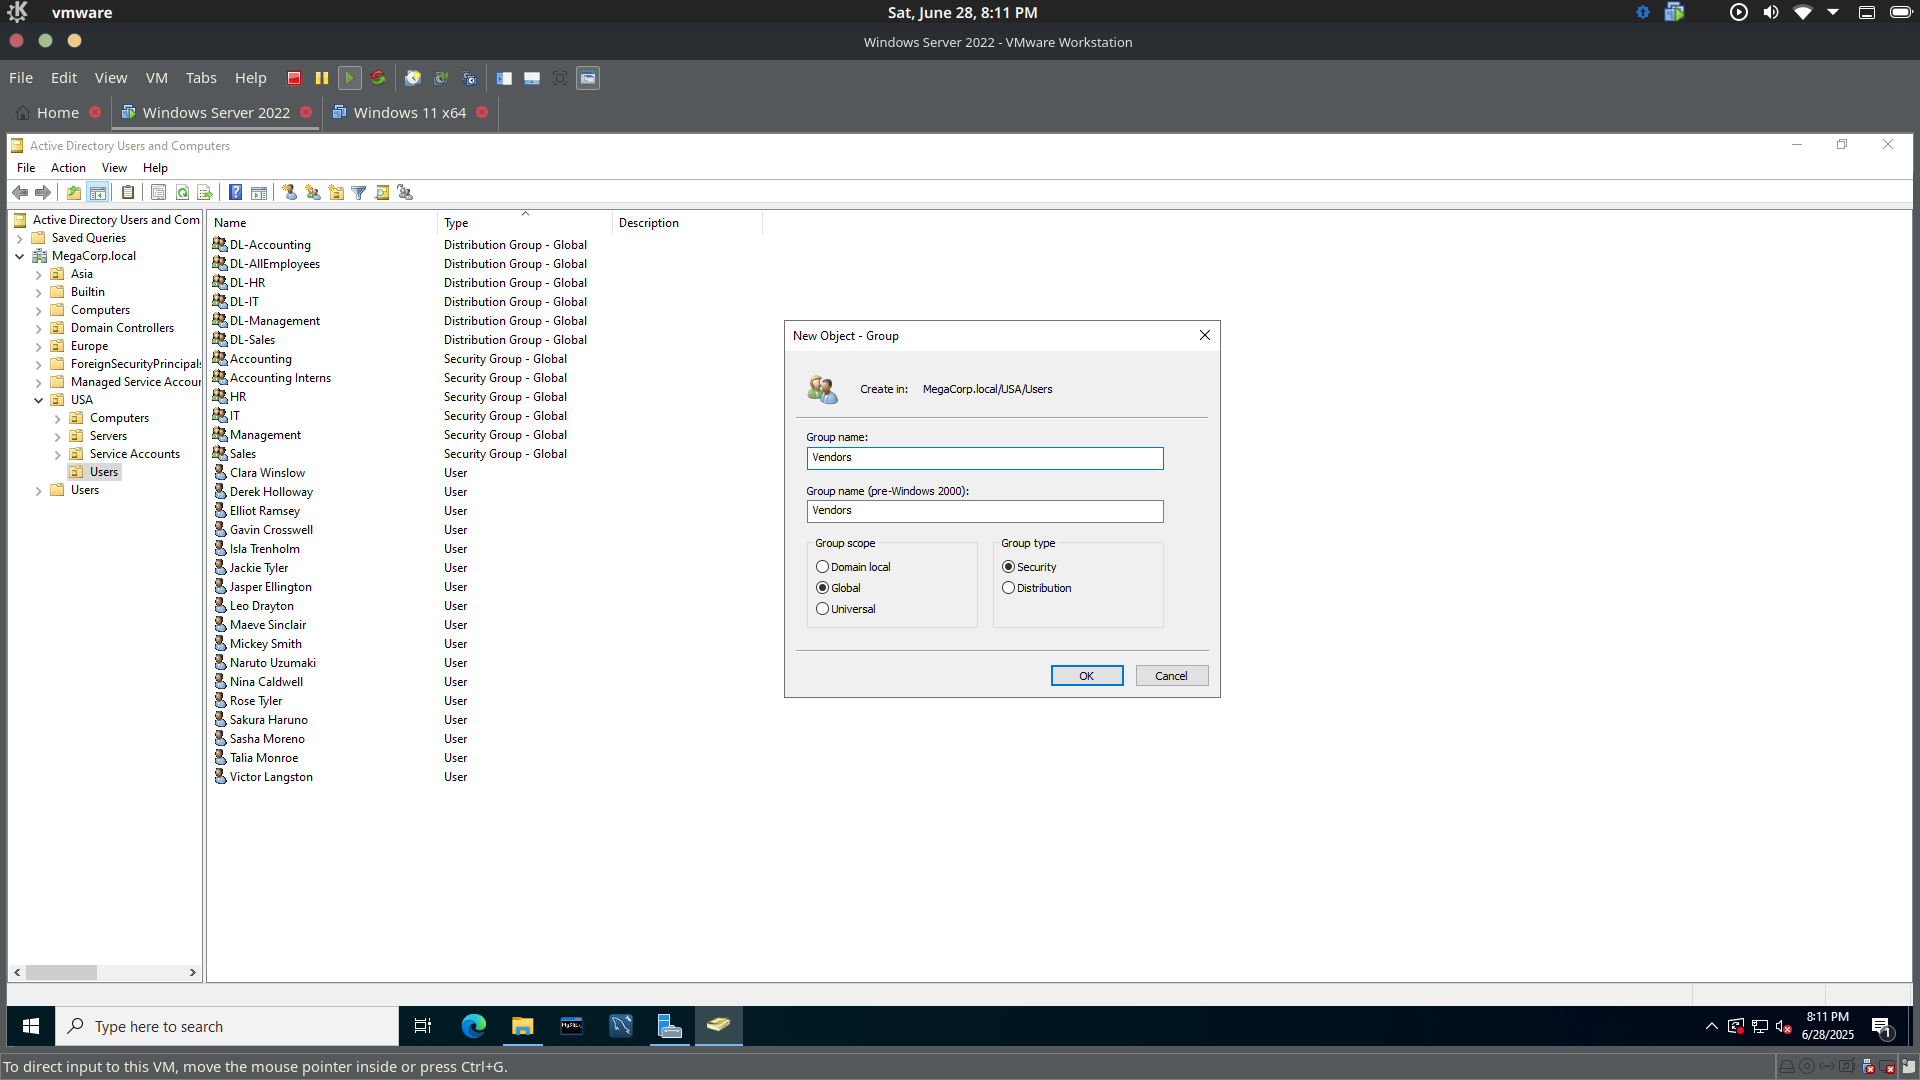 vmware
Sat, June 28, 8:11 PM
Windows Server 2022 - VMware Workstation
File Edit View VM Tabs Help
Home Windows Server 2022 Windows 11 x64
Active Directory Users and Computers
File Action View Help
Active Directory Users and Com
Saved Queries
MegaCorp.local
Asia
Builtin
Computers
Domain Controllers
Europe
ForeignSecurityPrincipals
Managed Service Accour
USA
Computers
Servers
Service Accounts
Users
Users
Name Type Description
DL-Accounting Distribution Group - Global
DL-AllEmployees Distribution Group - Global
DL-HR Distribution Group - Global
DL-IT Distribution Group - Global
DL-Management Distribution Group - Global
DL-Sales Distribution Group - Global
Accounting Security Group - Global
Accounting Interns Security Group - Global
HR Security Group - Global
IT Security Group - Global
Management Security Group - Global
Sales Security Group - Global
Clara Winslow User
Derek Holloway User
Elliot Ramsey User
Gavin Crosswell User
Isla Trenholm User
Jackie Tyler User
Jasper Ellington User
Leo Drayton User
Maeve Sinclair User
Mickey Smith User
Naruto Uzumaki User
Nina Caldwell User
Rose Tyler User
Sakura Haruno User
Sasha Moreno User
Talia Monroe User
Victor Langston User
New Object - Group
Create in: MegaCorp.local/USA/Users
Group name:
Vendors
Group name (pre-Windows 2000):
Vendors
Group scope
Domain local
Global
Universal
Group type
Security
Distribution
OK Cancel
Type here to search
MySQL
8:11 PM
6/28/2025
1
To direct input to this VM, move the mouse pointer inside or press Ctrl+G.